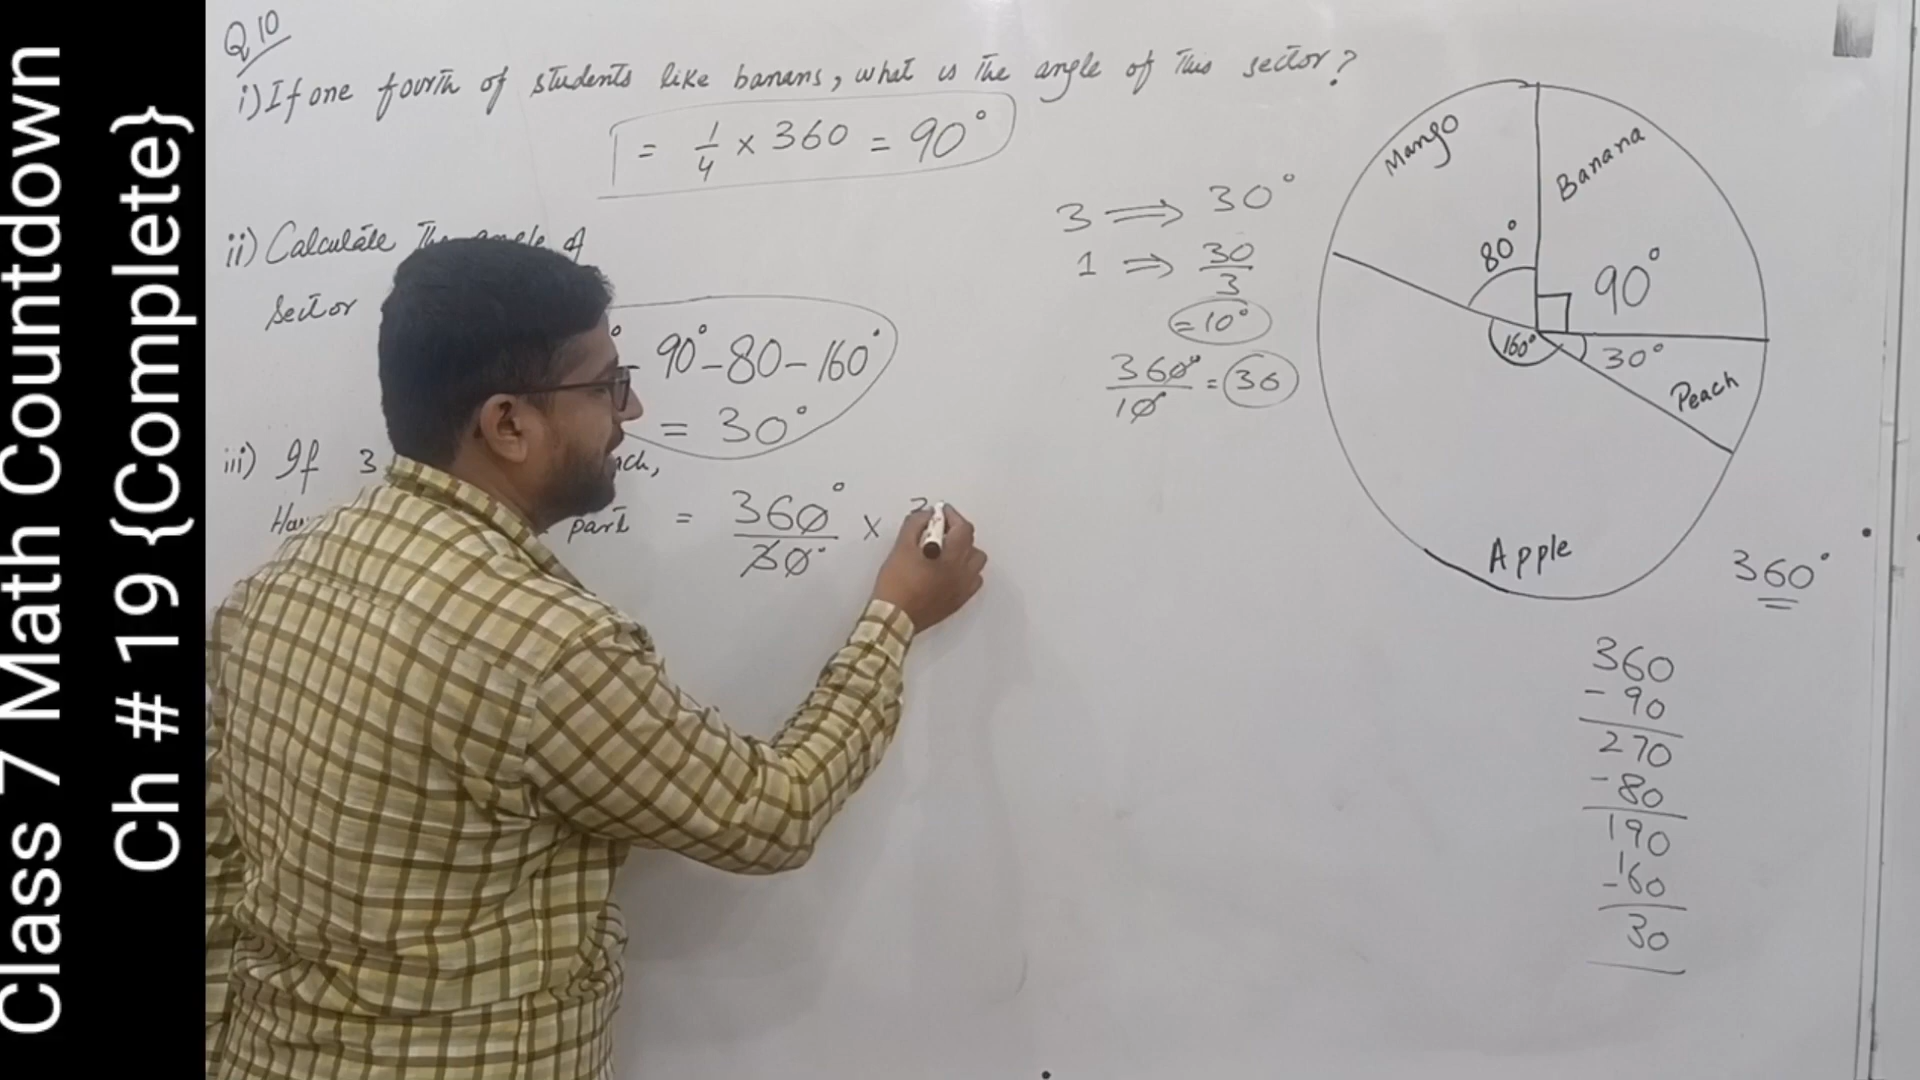 Class 7 Math Countdown
Ch # 19 {Complete}
Q10
i) If one fourth of students like banans, what is the angle of this sector?
= 1/4 × 360 = 90°
ii) Calculate The angle of
Sector
- 90° - 80 - 160°
= 30°
iii) If 3
part = 360°/30° ×
3 ⟹ 30°
1 ⟹ 30/3
= 10°
360°/10° = 36
Mango
Banana
80°
90°
160°
30°
Peach
Apple
360°
360
- 90
270
- 80
190
- 160
30